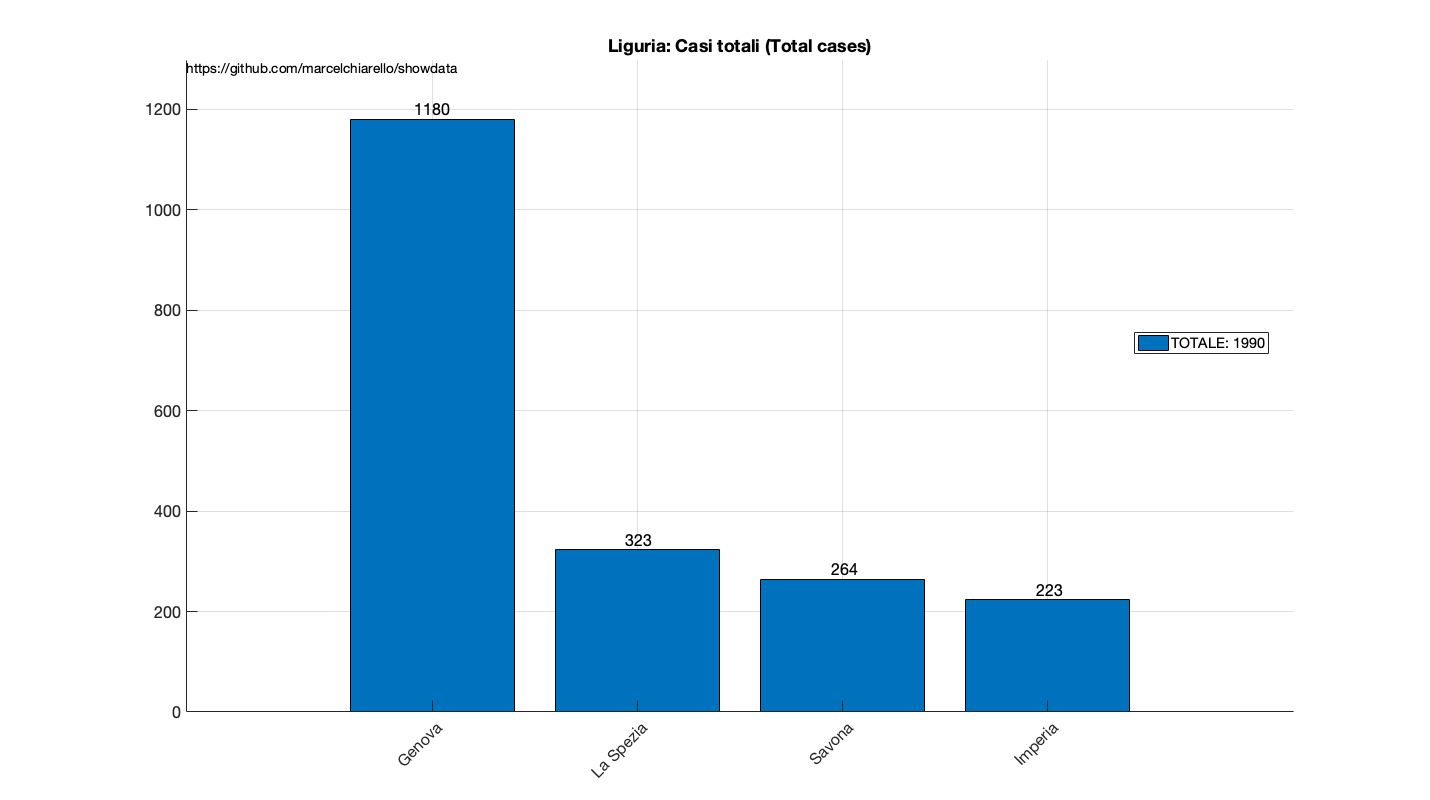 Liguria: Casi totali (Total cases)
https://github.com/marcelchiarello/showdata
1200
1000
800
600
400
200
0
1180
323
264
223
TOTALE: 1990
Genova
La Spezia
Savona
Imperia